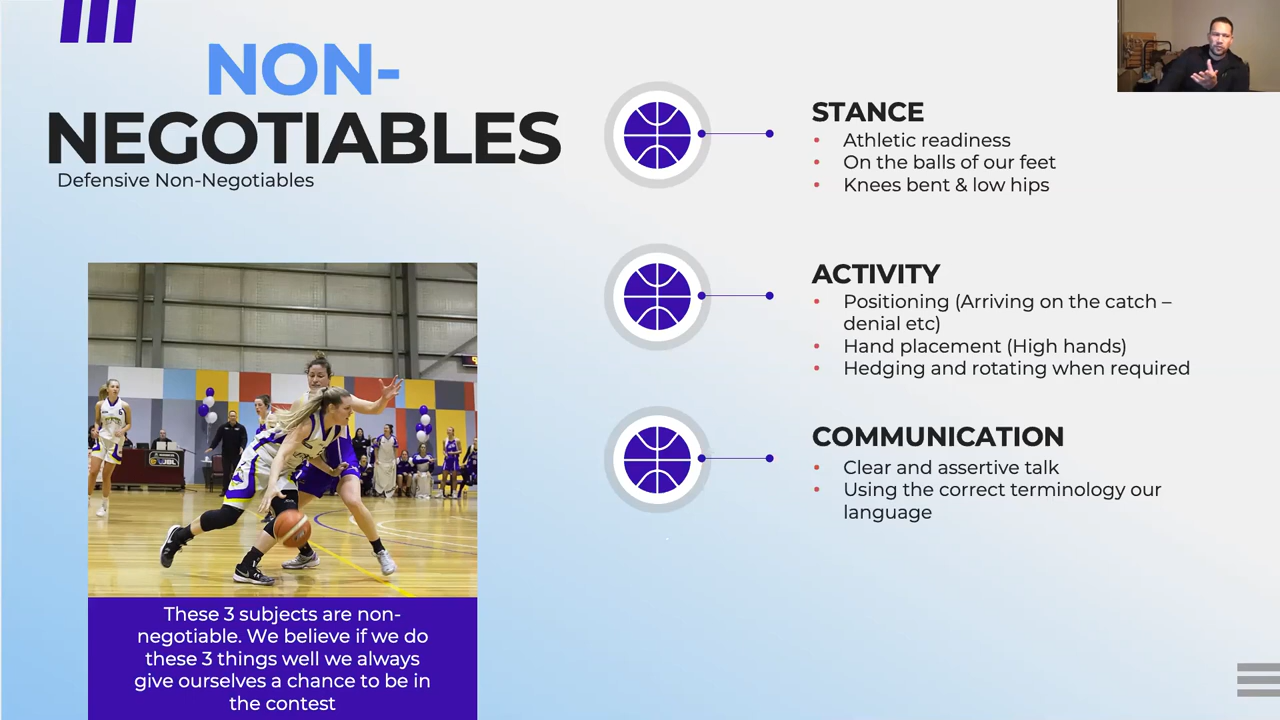 NON-
NEGOTIABLES
Defensive Non-Negotiables
These 3 subjects are non-
negotiable. We believe if we do
these 3 things well we always
give ourselves a chance to be in
the contest
STANCE
• Athletic readiness
• On the balls of our feet
• Knees bent & low hips
ACTIVITY
• Positioning (Arriving on the catch –
denial etc)
• Hand placement (High hands)
• Hedging and rotating when required
COMMUNICATION
• Clear and assertive talk
• Using the correct terminology our
language